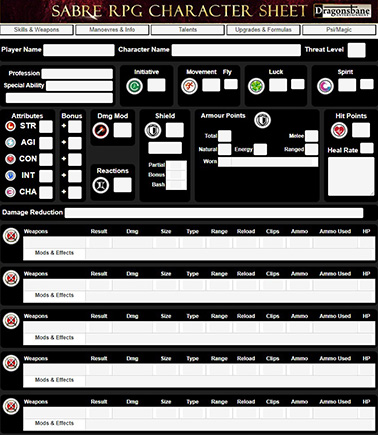 SABRE RPG CHARACTER SHEET Dragonsbane
Skills & Weapons Manoevres & Info Talents Upgrades & Formulas Psi/Magic
Player Name Character Name Threat Level
Profession Initiative Movement Fly Luck Spirit
Special Ability
Attributes Bonus Dmg Mod Shield Armour Points Hit Points
STR +
AGI +
CON +
INT +
CHA +
Reactions
Partial
Bonus
Bash
Total Melee
Natural Energy Ranged
Worn
Heal Rate
Damage Reduction
Weapons Result Dmg Size Type Range Reload Clips Ammo Ammo Used HP
Mods & Effects
Weapons Result Dmg Size Type Range Reload Clips Ammo Ammo Used HP
Mods & Effects
Weapons Result Dmg Size Type Range Reload Clips Ammo Ammo Used HP
Mods & Effects
Weapons Result Dmg Size Type Range Reload Clips Ammo Ammo Used HP
Mods & Effects
Weapons Result Dmg Size Type Range Reload Clips Ammo Ammo Used HP
Mods & Effects